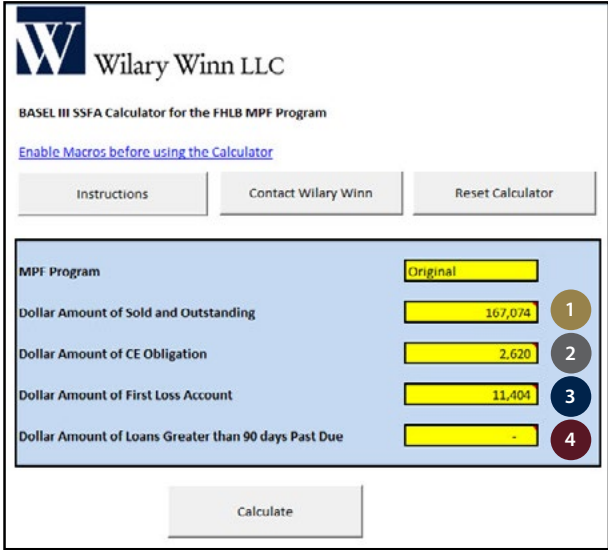 W Wilary Winn LLC
BASEL III SSFA Calculator for the FHLB MPF Program
Enable Macros before using the Calculator
Instructions Contact Wilary Winn Reset Calculator
MPF Program Original
Dollar Amount of Sold and Outstanding 167,074 1
Dollar Amount of CE Obligation 2,620 2
Dollar Amount of First Loss Account 11,404 3
Dollar Amount of Loans Greater than 90 days Past Due - 4
Calculate